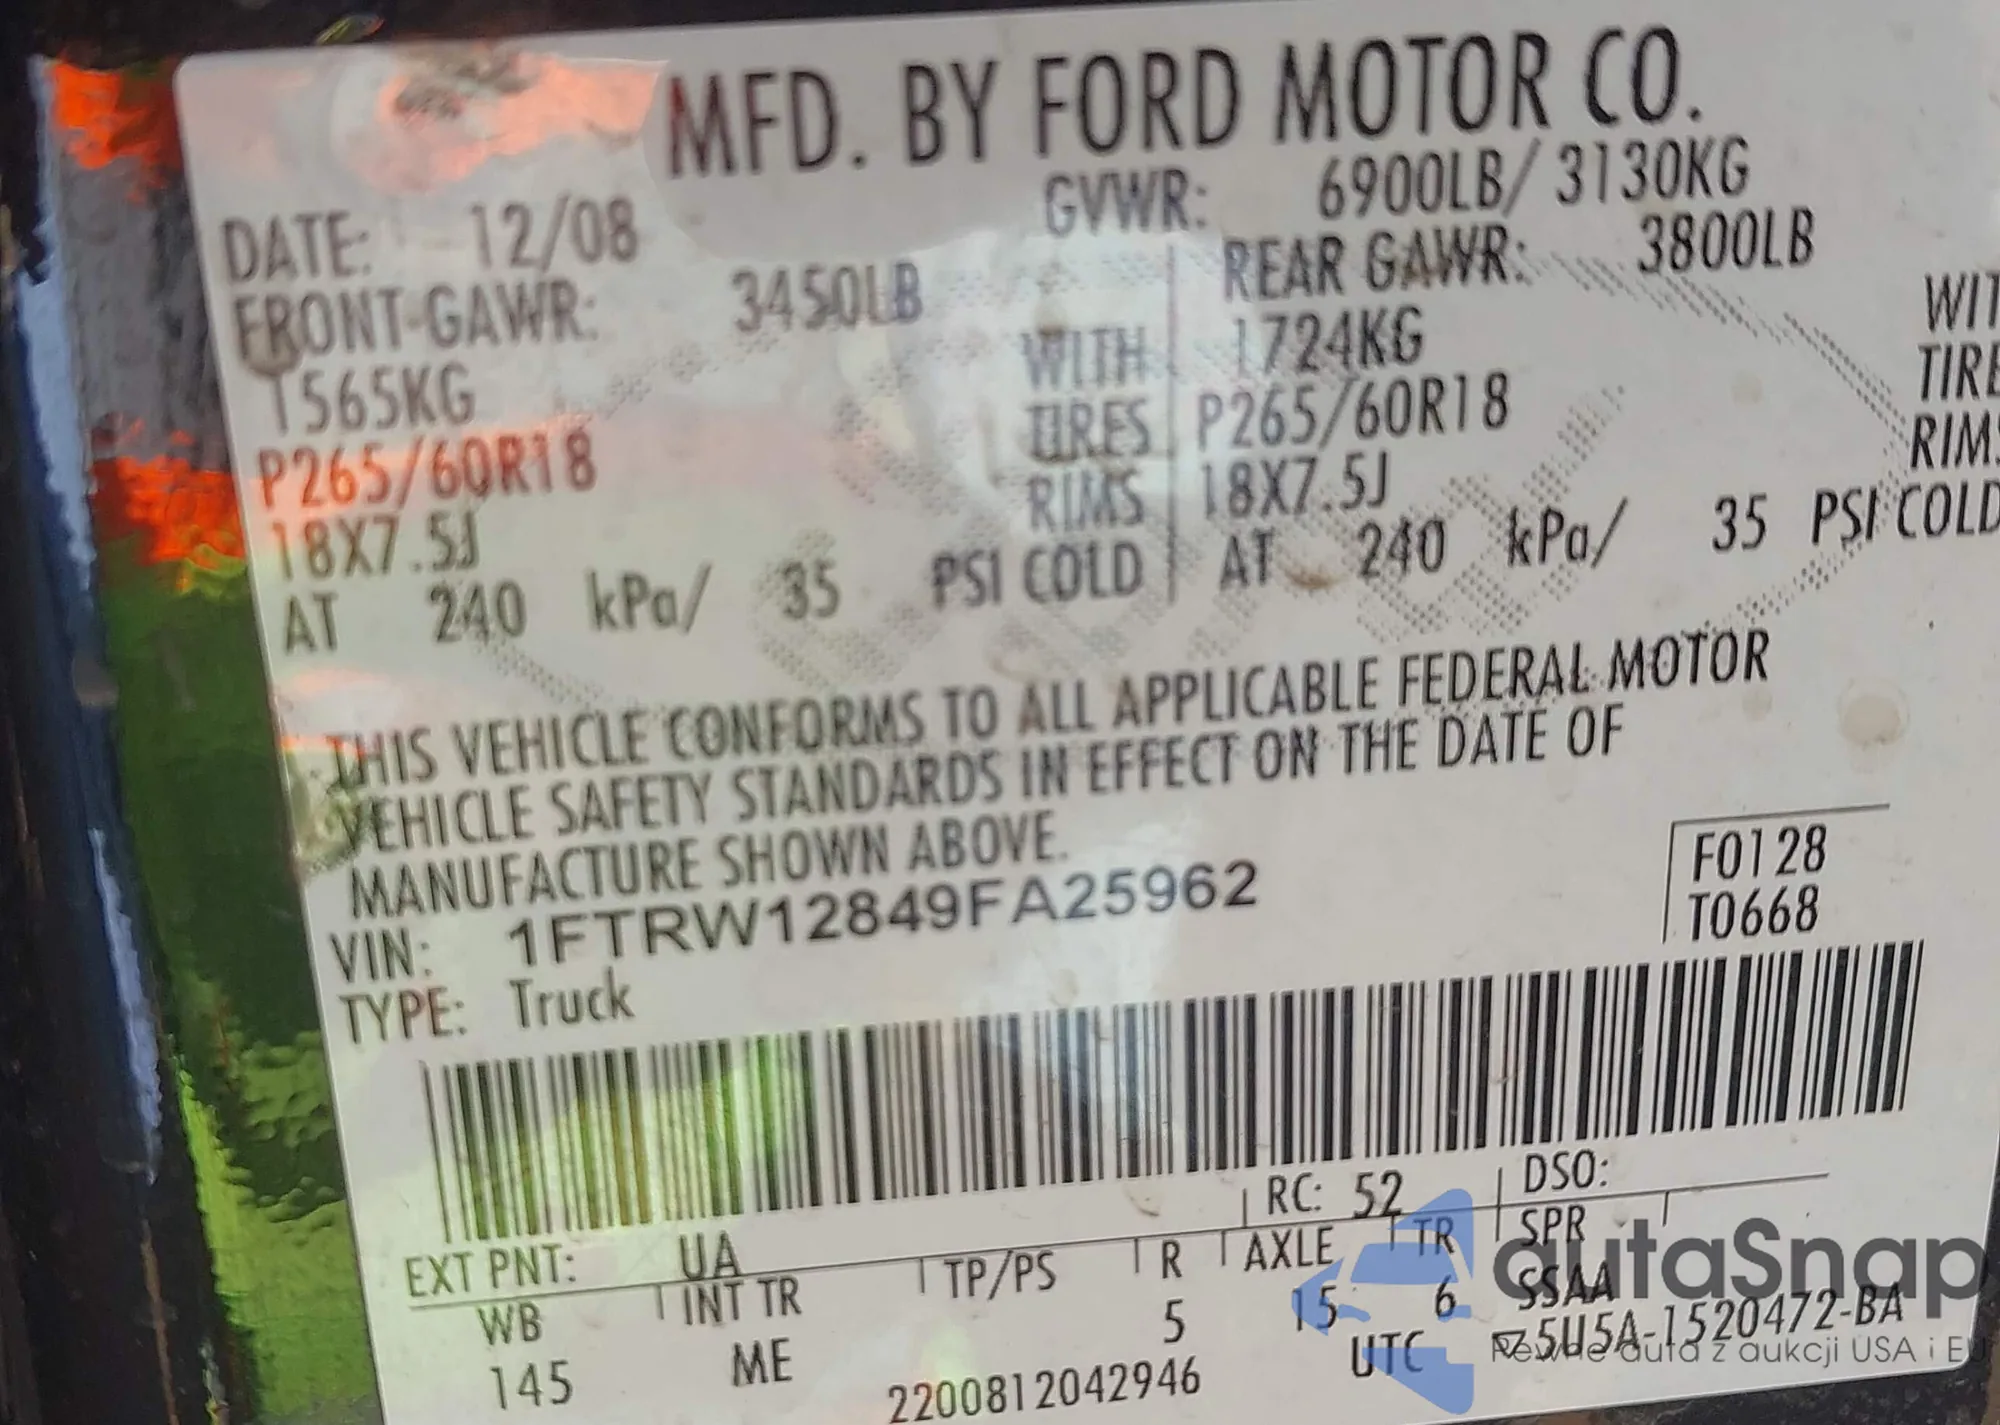 MFD. BY FORD MOTOR CO.
DATE: 12/08 GVWR: 6900LB/ 3130KG
FRONT GAWR: 3450LB REAR GAWR: 3800LB
1565KG WITH 1724KG WIT
P265/60R18 TIRES P265/60R18 TIRE
18X7.5J RIMS 18X7.5J RIMS
AT 240 kPa/ 35 PSI COLD AT 240 kPa/ 35 PSI COLD
THIS VEHICLE CONFORMS TO ALL APPLICABLE FEDERAL MOTOR
VEHICLE SAFETY STANDARDS IN EFFECT ON THE DATE OF
MANUFACTURE SHOWN ABOVE.
VIN: 1FTRW12849FA25962
F0128
T0668
TYPE: Truck
EXT PNT: UA RC: 52 DSO:
WB INT TR TP/PS R AXLE TR SPR
145 ME 5 15 6 SSAA
2200812042946 UTC 5U5A-1520472-BA
autaSnap
Pewne auta z aukcji USA i EU